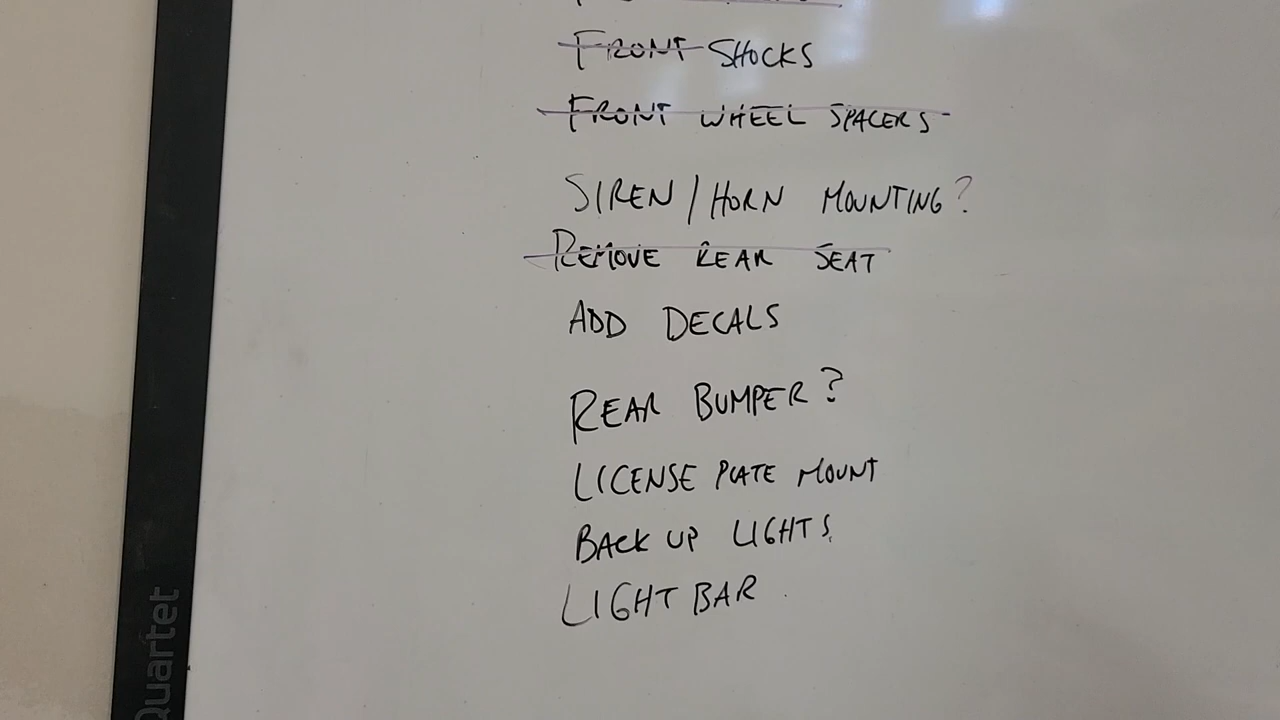 FRONT SHOCKS
FRONT WHEEL SPACERS
SIREN/HORN MOUNTING?
REMOVE REAR SEAT
ADD DECALS
REAR BUMPER?
LICENSE PLATE MOUNT
BACK UP LIGHTS
LIGHT BAR
Quartet